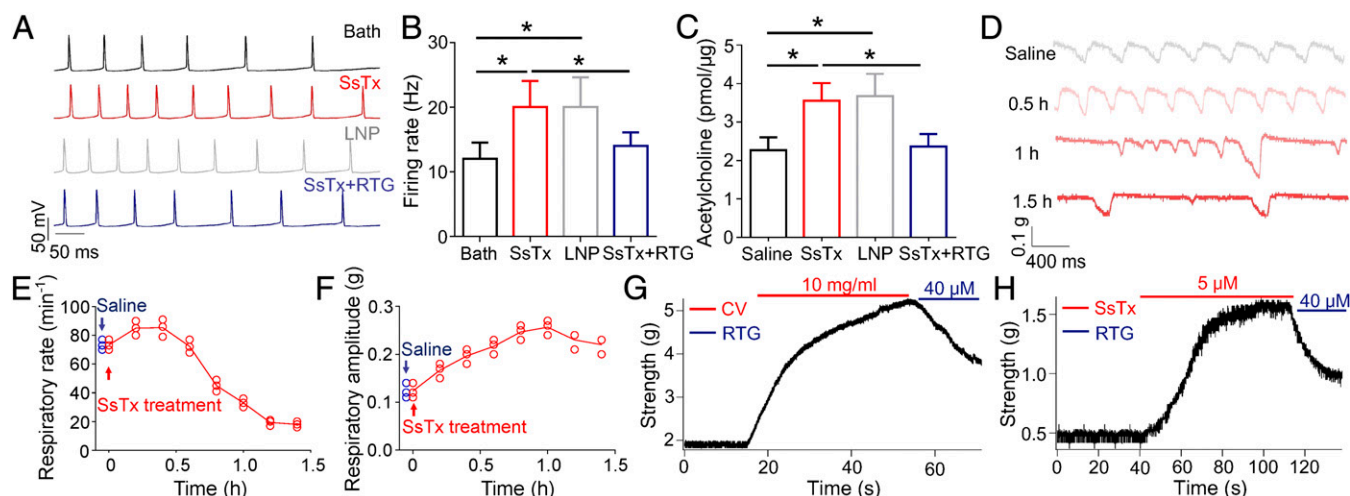 A
Bath
SsTx
LNP
SsTx+RTG
50 mV
50 ms
B
Firing rate (Hz)
30
20
10
0
* * *
Bath SsTx LNP SsTx+RTG
C
Acetylcholine (pmol/μg)
6
5
4
3
2
1
0
* * *
Saline SsTx LNP SsTx+RTG
D
Saline
0.5 h
1 h
1.5 h
0.1 g
400 ms
E
Respiratory rate (min-1)
100
80
60
40
20
0
Saline
SsTx treatment
0 0.5 1.0 1.5
Time (h)
F
Respiratory amplitude (g)
0.3
0.2
0.1
0.0
Saline
SsTx treatment
0 0.5 1.0 1.5
Time (h)
G
Strength (g)
5
4
3
2
10 mg/ml
40 μM
CV
RTG
0 20 40 60
Time (s)
H
Strength (g)
1.5
1.0
0.5
5 μM
40 μM
SsTx
RTG
0 20 40 60 80 100 120
Time (s)